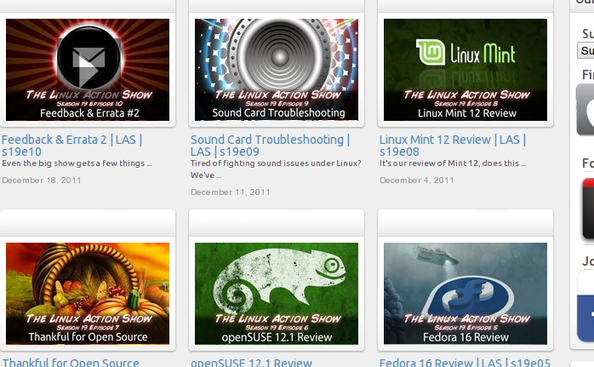 Su
Su
THE LINUX ACTION SHOW
SEASON 19 EPISODE 10
Feedback & Errata #2
THE LINUX ACTION SHOW
SEASON 19 EPISODE 9
Sound Card Troubleshooting
Linux Mint
THE LINUX ACTION SHOW
SEASON 19 EPISODE 8
Linux Mint 12 Review
Fin
Feedback & Errata 2 | LAS |
s19e10
Even the big show gets a few things ...
December 18, 2011
Sound Card Troubleshooting |
LAS | s19e09
Tired of fighting sound issues under Linux?
We've ...
December 11, 2011
Linux Mint 12 Review | LAS |
s19e08
It's our review of Mint 12, does this ...
December 4, 2011
Fo
Jo
THE LINUX ACTION SHOW
SEASON 19 EPISODE 7
Thankful for Open Source
THE LINUX ACTION SHOW
SEASON 19 EPISODE 6
openSUSE 12.1 Review
THE LINUX ACTION SHOW
SEASON 19 EPISODE 5
Fedora 16 Review
Thankful for Open Source
openSUSE 12.1 Review
Fedora 16 Review | LAS | s19e05